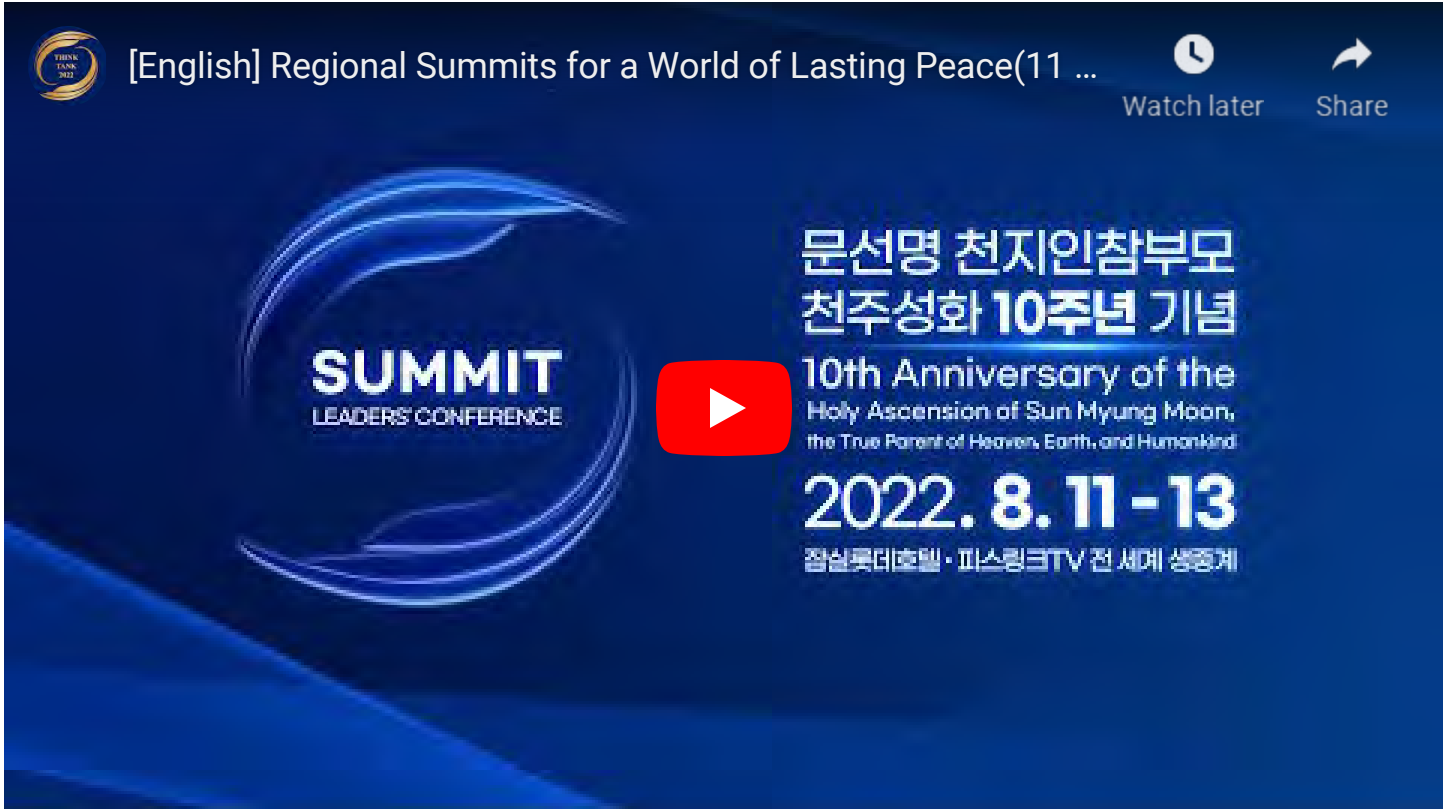 THINK
TANK
2022
[English] Regional Summits for a World of Lasting Peace(11 ...
Watch later
Share
SUMMIT
LEADERS' CONFERENCE
문선명 천지인참부모
천주성화 10주년 기념
10th Anniversary of the
Holy Ascension of Sun Myung Moon,
the True Parent of Heaven, Earth, and Humankind
2022. 8. 11 - 13
잠실롯데호텔 · 피스링크TV 전 세계 생중계